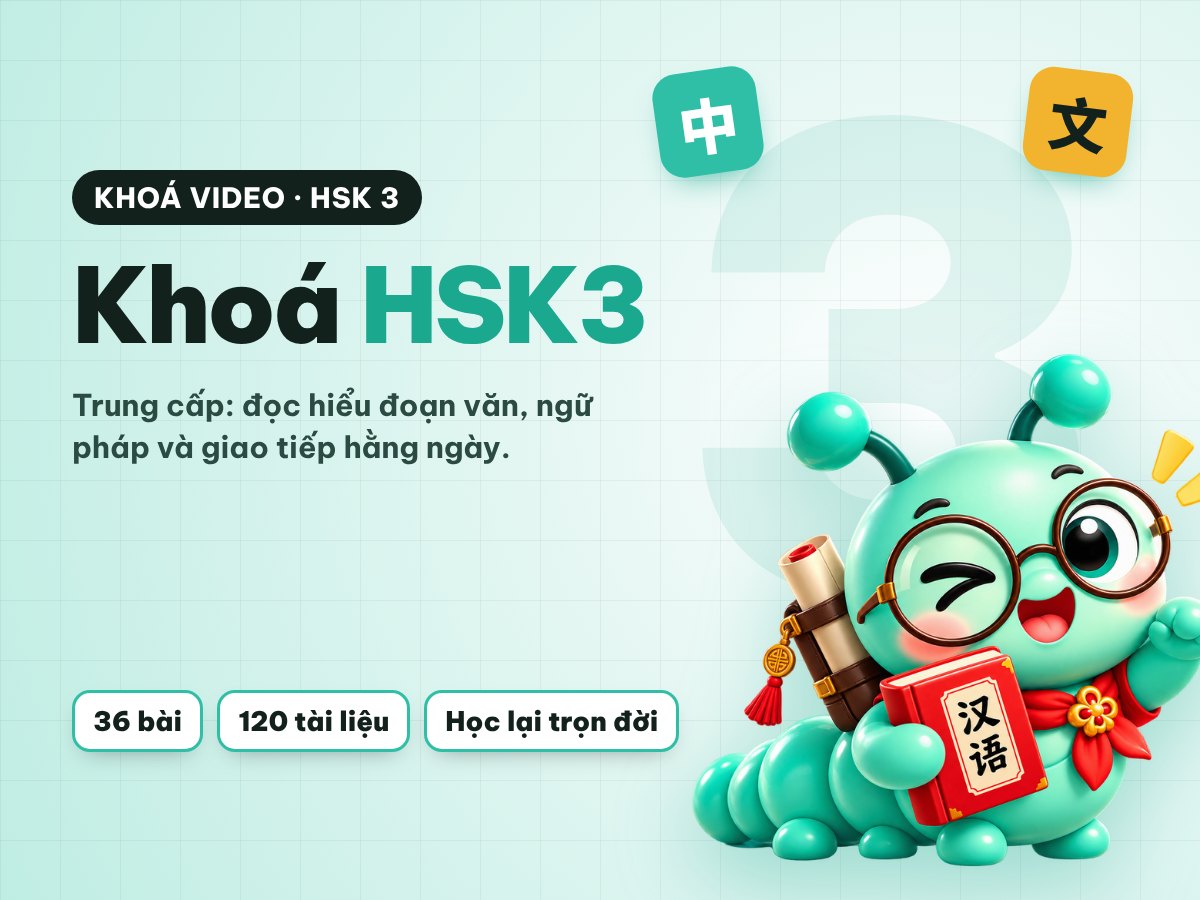 中
文
3
KHOÁ VIDEO · HSK 3
Khoá HSK3
Trung cấp: đọc hiểu đoạn văn, ngữ
pháp và giao tiếp hằng ngày.
汉
语
36 bài
120 tài liệu
Học lại trọn đời